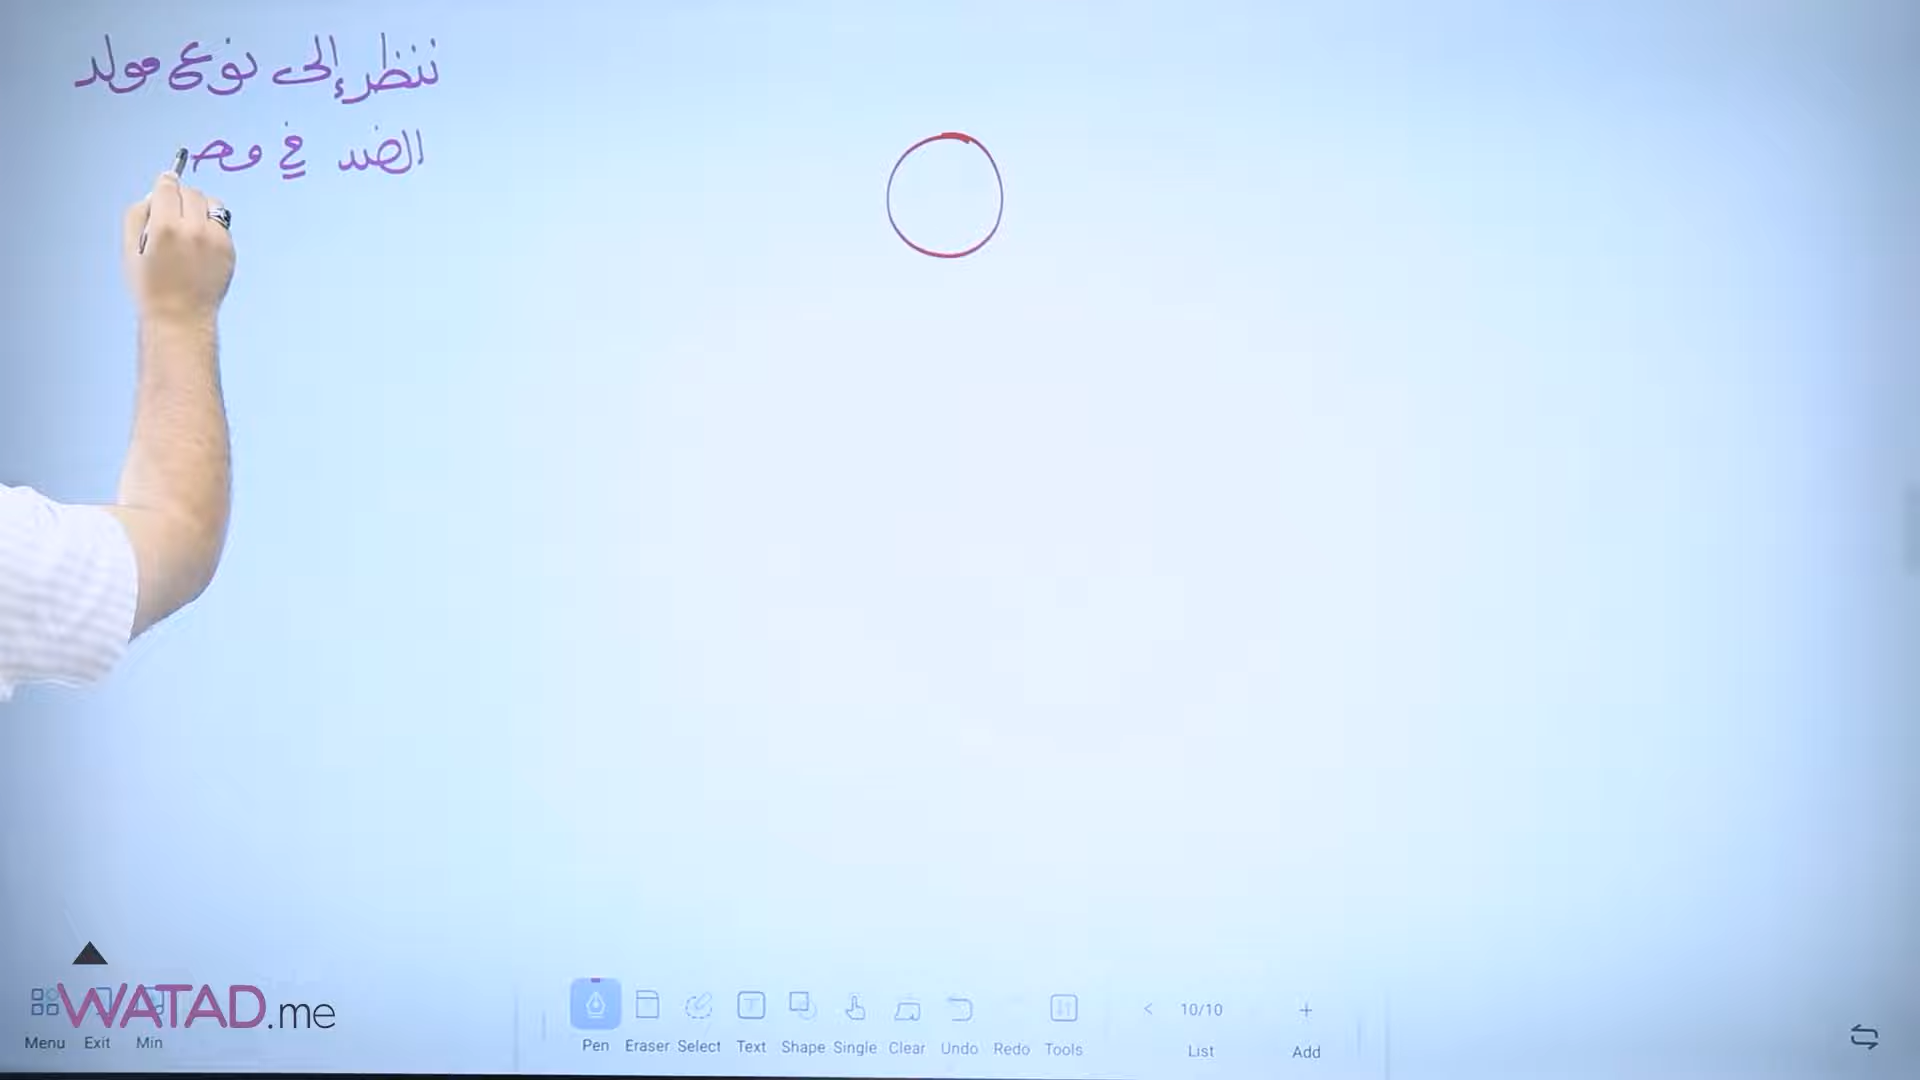 ننظر إلى نوع مولد
الضد في
WATAD.me
Menu Exit Min
Pen Eraser Select Text Shape Single Clear Undo Redo Tools
< 10/10 +
List Add